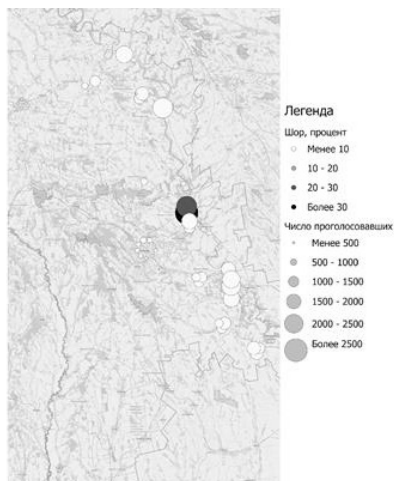 Легенда
Шор, процент
Менее 10
10 - 20
20 - 30
Более 30
Число проголосовавших
Менее 500
500 - 1000
1000 - 1500
1500 - 2000
2000 - 2500
Более 2500